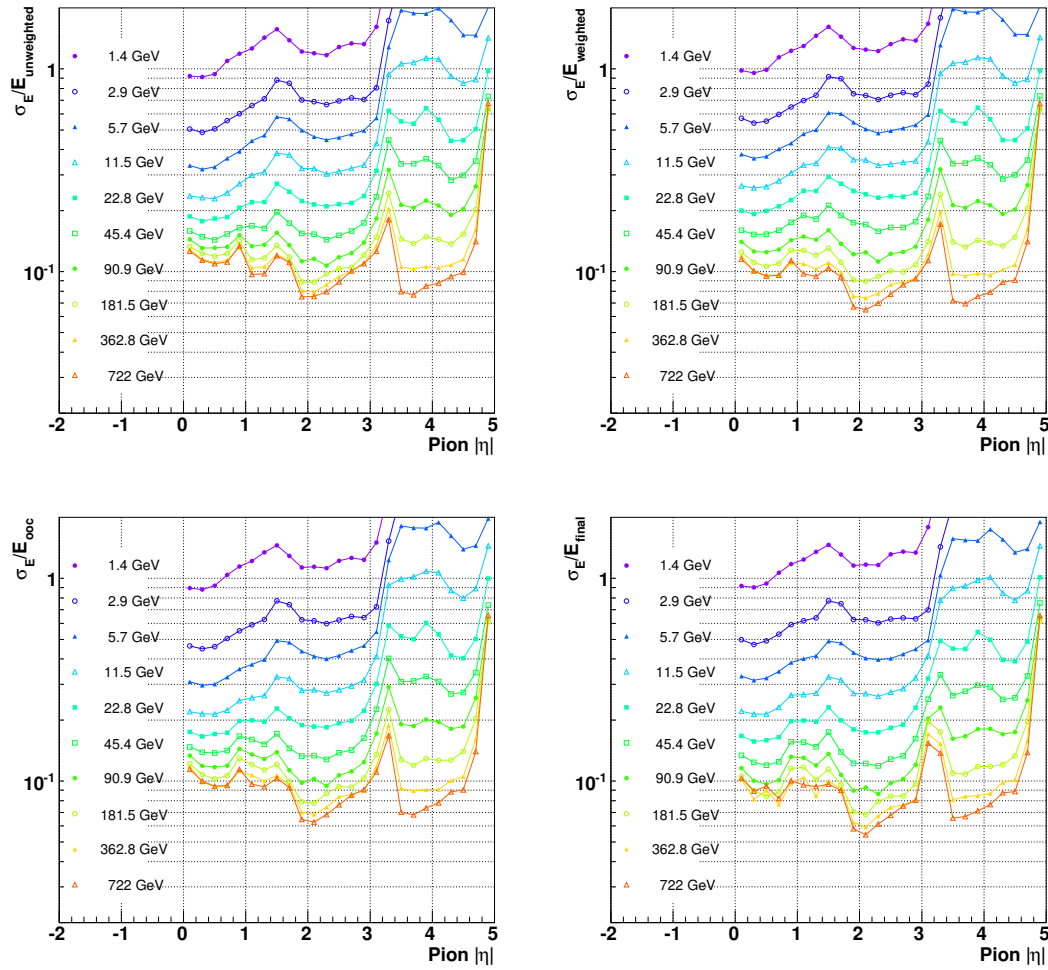 σE/Eunweighted
1.4 GeV
2.9 GeV
5.7 GeV
11.5 GeV
22.8 GeV
45.4 GeV
90.9 GeV
181.5 GeV
362.8 GeV
722 GeV
1
10-1
-2 -1 0 1 2 3 4 5
Pion |η|
σE/Eweighted
1.4 GeV
2.9 GeV
5.7 GeV
11.5 GeV
22.8 GeV
45.4 GeV
90.9 GeV
181.5 GeV
362.8 GeV
722 GeV
1
10-1
-2 -1 0 1 2 3 4 5
Pion |η|
σE/Eooc
1.4 GeV
2.9 GeV
5.7 GeV
11.5 GeV
22.8 GeV
45.4 GeV
90.9 GeV
181.5 GeV
362.8 GeV
722 GeV
1
10-1
-2 -1 0 1 2 3 4 5
Pion |η|
σE/Efinal
1.4 GeV
2.9 GeV
5.7 GeV
11.5 GeV
22.8 GeV
45.4 GeV
90.9 GeV
181.5 GeV
362.8 GeV
722 GeV
1
10-1
-2 -1 0 1 2 3 4 5
Pion |η|